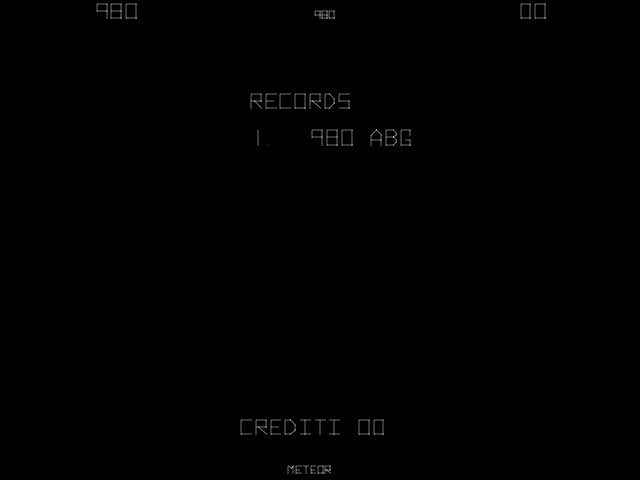 980 980 00
RECORDS
1. 980 ABG
CREDITI 00
METEOR